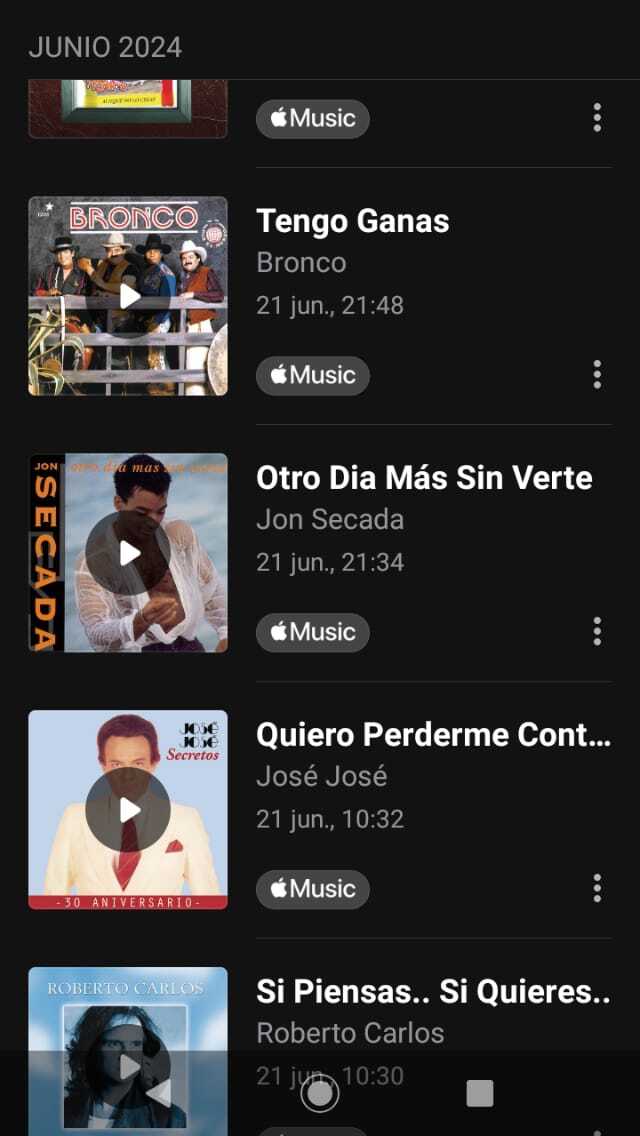 JUNIO 2024
Music
BRONCO
Tengo Ganas
Bronco
21 jun., 21:48
Music
JON SECADA
otro dia mas sin verte
Otro Dia Más Sin Verte
Jon Secada
21 jun., 21:34
Music
José
José
Secretos
-30 ANIVERSARIO-
Quiero Perderme Cont...
José José
21 jun., 10:32
Music
ROBERTO CARLOS
Si Piensas.. Si Quieres..
Roberto Carlos
21 jun., 10:30